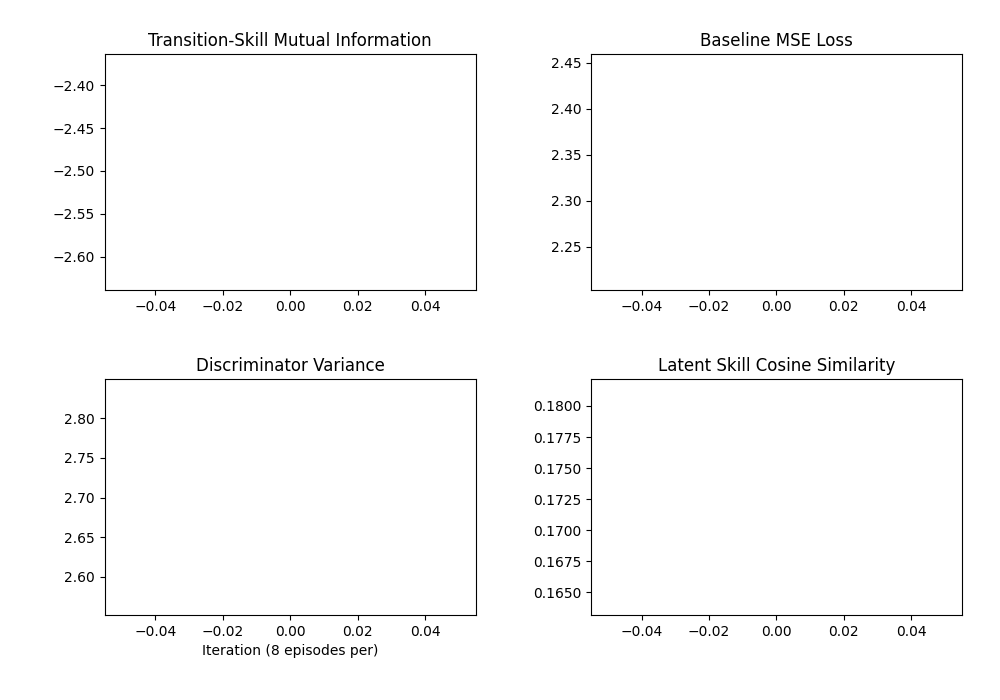 Transition-Skill Mutual Information
−2.40
−2.45
−2.50
−2.55
−2.60
−0.04 −0.02 0.00 0.02 0.04
Baseline MSE Loss
2.45
2.40
2.35
2.30
2.25
−0.04 −0.02 0.00 0.02 0.04
Discriminator Variance
2.80
2.75
2.70
2.65
2.60
−0.04 −0.02 0.00 0.02 0.04
Iteration (8 episodes per)
Latent Skill Cosine Similarity
0.1800
0.1775
0.1750
0.1725
0.1700
0.1675
0.1650
−0.04 −0.02 0.00 0.02 0.04